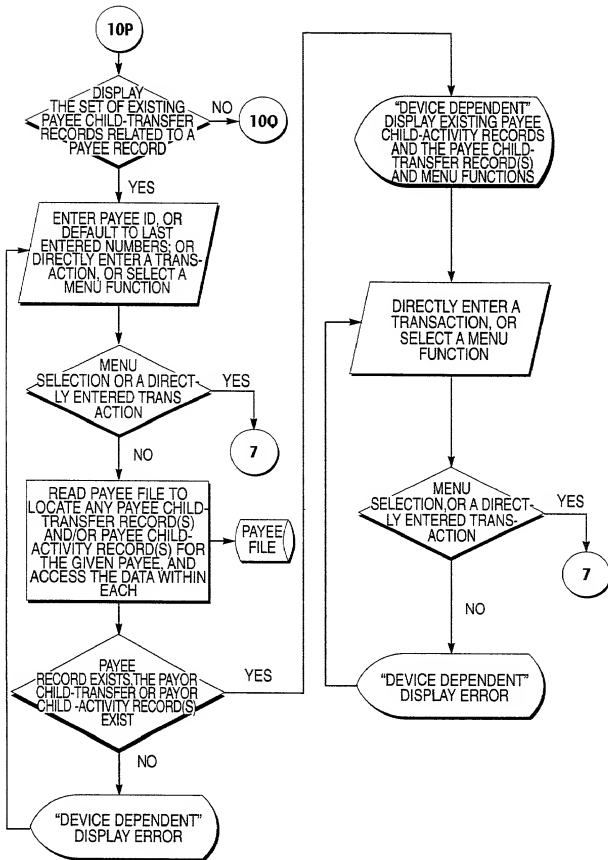 10P
DISPLAY
THE SET OF EXISTING
PAYEE CHILD-TRANSFER
RECORDS RELATED TO A
PAYEE RECORD
NO
10Q
YES
ENTER PAYEE ID, OR
DEFAULT TO LAST
ENTERED NUMBERS; OR
DIRECTLY ENTER A TRANS-
ACTION, OR SELECT A
MENU FUNCTION
MENU
SELECTION OR A DIRECT-
LY ENTERED TRANS
ACTION
YES
7
NO
READ PAYEE FILE TO
LOCATE ANY PAYEE CHILD-
TRANSFER RECORD(S)
AND/OR PAYEE CHILD-
ACTIVITY RECORD(S) FOR
THE GIVEN PAYEE, AND
ACCESS THE DATA WITHIN
EACH
PAYEE
FILE
PAYEE
RECORD EXISTS,THE PAYOR
CHILD-TRANSFER OR PAYOR
CHILD -ACTIVITY RECORD(S)
EXIST
YES
NO
“DEVICE DEPENDENT”
DISPLAY ERROR
“DEVICE DEPENDENT”
DISPLAY EXISTING PAYEE
CHILD-ACTIVITY RECORDS
AND THE PAYEE CHILD-
TRANSFER RECORD(S)
AND MENU FUNCTIONS
DIRECTLY ENTER A
TRANSACTION, OR
SELECT A MENU
FUNCTION
MENU
SELECTION,OR A DIRECT-
LY ENTERED TRANS-
ACTION
YES
7
NO
“DEVICE DEPENDENT”
DISPLAY ERROR